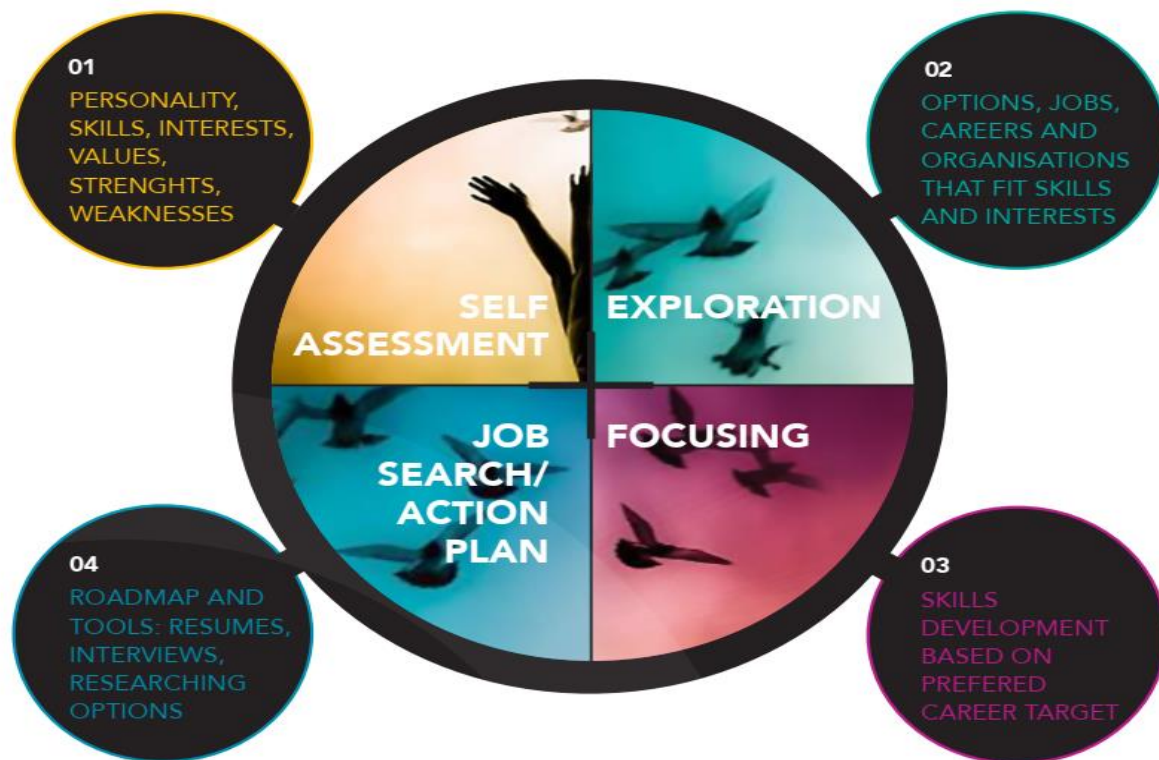 01
PERSONALITY,
SKILLS, INTERESTS,
VALUES,
STRENGHTS,
WEAKNESSES
02
OPTIONS, JOBS,
CAREERS AND
ORGANISATIONS
THAT FIT SKILLS
AND INTERESTS
SELF
ASSESSMENT
EXPLORATION
JOB
SEARCH/
ACTION
PLAN
FOCUSING
04
ROADMAP AND
TOOLS: RESUMES,
INTERVIEWS,
RESEARCHING
OPTIONS
03
SKILLS
DEVELOPMENT
BASED ON
PREFERED
CAREER TARGET